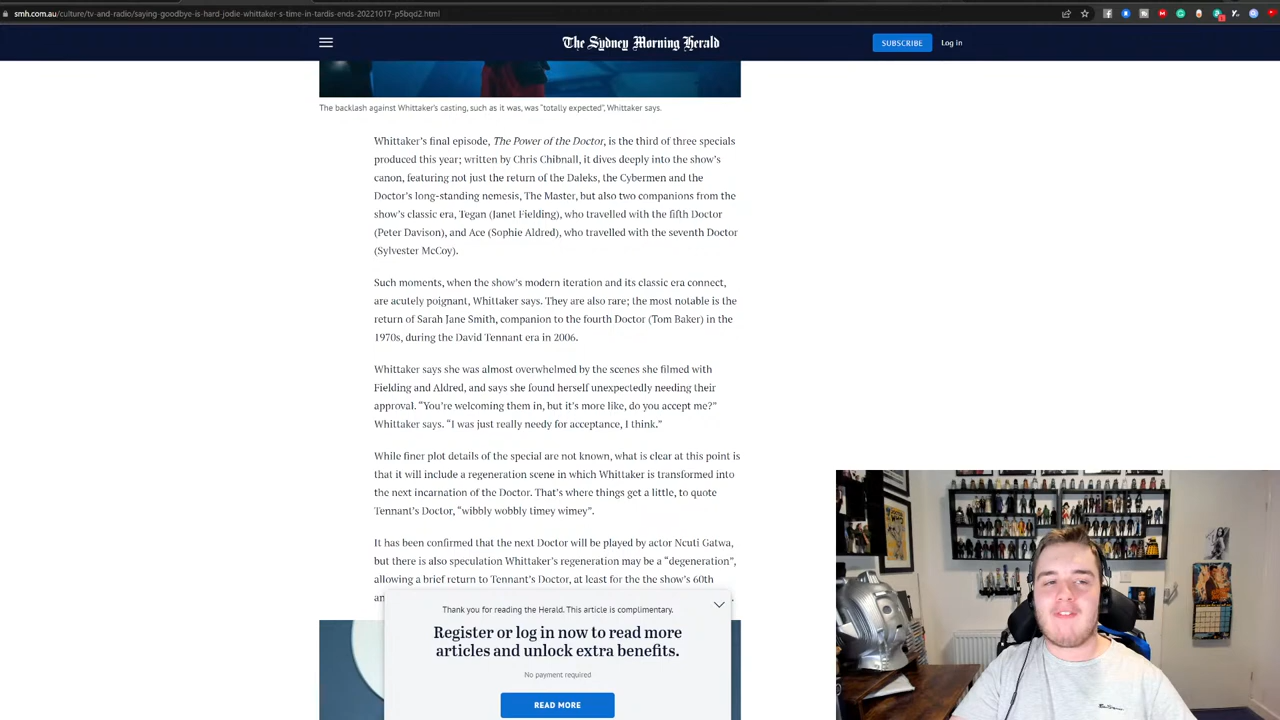 smh.com.au/culture/tv-and-radio/saying-goodbye-is-hard-jodie-whittaker-s-time-in-tardis-ends-20221017-p5bqd2.html
The Sydney Morning Herald
SUBSCRIBE
Log in
The backlash against Whittaker's casting, such as it was, was "totally expected", Whittaker says.
Whittaker's final episode, The Power of the Doctor, is the third of three specials
produced this year; written by Chris Chibnall, it dives deeply into the show's
canon, featuring not just the return of the Daleks, the Cybermen and the
Doctor's long-standing nemesis, The Master, but also two companions from the
show's classic era, Tegan (Janet Fielding), who travelled with the fifth Doctor
(Peter Davison), and Ace (Sophie Aldred), who travelled with the seventh Doctor
(Sylvester McCoy).
Such moments, when the show's modern iteration and its classic era connect,
are acutely poignant, Whittaker says. They are also rare; the most notable is the
return of Sarah Jane Smith, companion to the fourth Doctor (Tom Baker) in the
1970s, during the David Tennant era in 2006.
Whittaker says she was almost overwhelmed by the scenes she filmed with
Fielding and Aldred, and says she found herself unexpectedly needing their
approval. "You're welcoming them in, but it's more like, do you accept me?"
Whittaker says. "I was just really needy for acceptance, I think."
While finer plot details of the special are not known, what is clear at this point is
that it will include a regeneration scene in which Whittaker is transformed into
the next incarnation of the Doctor. That's where things get a little, to quote
Tennant's Doctor, "wibbly wobbly timey wimey".
It has been confirmed that the next Doctor will be played by actor Ncuti Gatwa,
but there is also speculation Whittaker's regeneration may be a "degeneration",
allowing a brief return to Tennant's Doctor, at least for the the show's 60th
an
Thank you for reading the Herald. This article is complimentary.
Register or log in now to read more
articles and unlock extra benefits.
No payment required
READ MORE